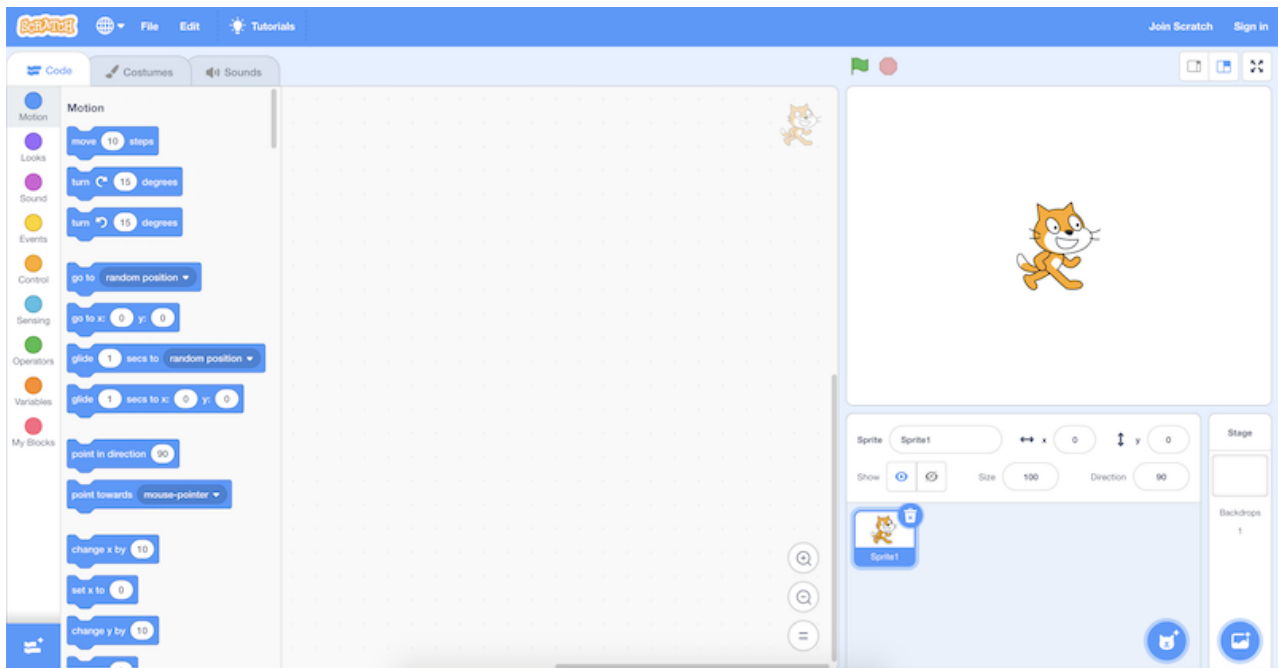 SCRATCH File Edit Tutorials Join Scratch Sign in
Code Costumes Sounds
Motion
Looks
Sound
Events
Control
Sensing
Operators
Variables
My Blocks
Motion
move 10 steps
turn 15 degrees
turn 15 degrees
go to random position
go to x: 0 y: 0
glide 1 secs to random position
glide 1 secs to x: 0 y: 0
point in direction 90
point towards mouse-pointer
change x by 10
set x to 0
change y by 10
Sprite Sprite1 x 0 y 0
Show Size 100 Direction 90
Sprite1
Stage
Backdrops
1